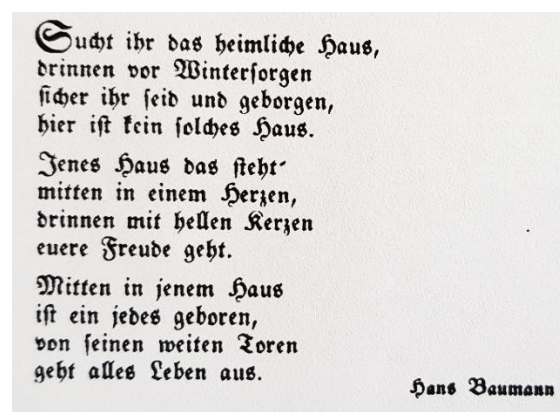 Sucht ihr das heimliche Haus,
drinnen vor Wintersorgen
sicher ihr seid und geborgen,
hier ist kein solches Haus.
Jenes Haus das steht
mitten in einem Herzen,
drinnen mit hellen Kerzen
euere Freude geht.
Mitten in jenem Haus
ist ein jedes geboren,
von seinen weiten Toren
geht alles Leben aus.
Hans Baumann